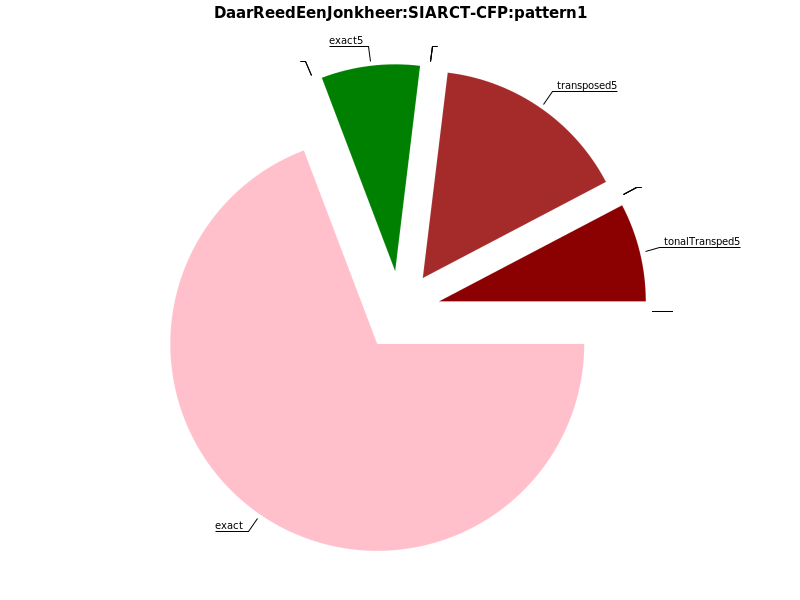 DaarReedEenJonkheer:SIARCT-CFP:pattern1
exact5
transposed5
tonalTransped5
exact